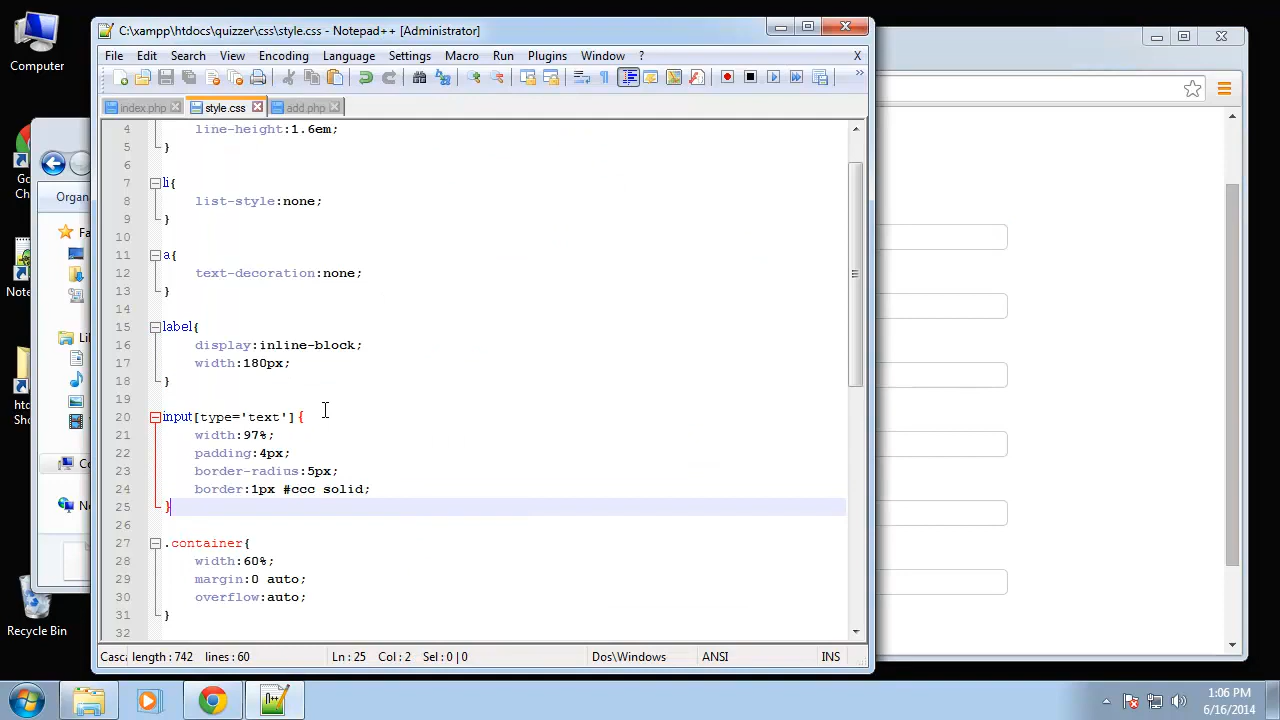 Computer
C:\xampp\htdocs\quizzer\css\style.css - Notepad++ [Administrator]
File Edit Search View Encoding Language Settings Macro Run Plugins Window ? X
index.php style.css add.php
4 line-height:1.6em;
5 }
6
7 li{
8 list-style:none;
9 }
10
11 a{
12 text-decoration:none;
13 }
14
15 label{
16 display:inline-block;
17 width:180px;
18 }
19
20 input[type='text']{
21 width:97%;
22 padding:4px;
23 border-radius:5px;
24 border:1px #ccc solid;
25 }
26
27 .container{
28 width:60%;
29 margin:0 auto;
30 overflow:auto;
31 }
32
Casca length : 742 lines : 60 Ln : 25 Col : 2 Sel : 0 | 0 Dos\Windows ANSI INS
Organ
Fa
Li
Co
Ne
Go
Ch
Note
htd
Sho
Recycle Bin
1:06 PM
6/16/2014